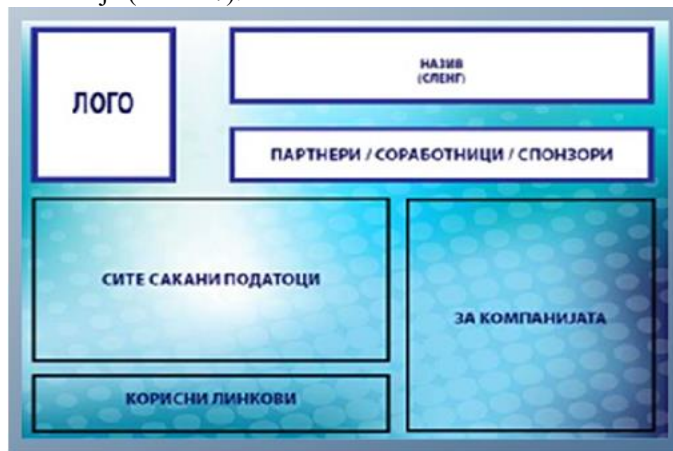 ЛОГО
НАЗИВ
(СЛЕНГ)
ПАРТНЕРИ / СОРАБОТНИЦИ / СПОНЗОРИ
СИТЕ САКАНИ ПОДАТОЦИ
ЗА КОМПАНИЈАТА
КОРИСНИ ЛИНКОВИ